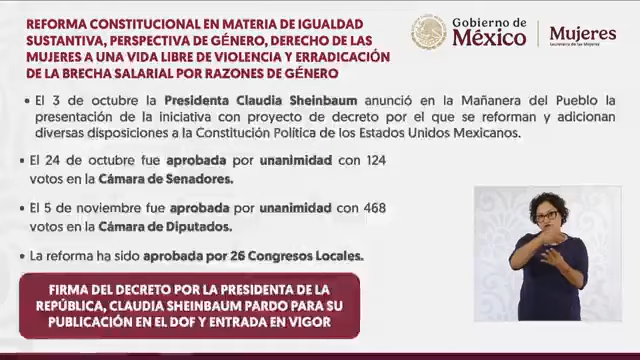 REFORMA CONSTITUCIONAL EN MATERIA DE IGUALDAD
SUSTANTIVA, PERSPECTIVA DE GÉNERO, DERECHO DE LAS
MUJERES A UNA VIDA LIBRE DE VIOLENCIA Y ERRADICACIÓN
DE LA BRECHA SALARIAL POR RAZONES DE GÉNERO
Gobierno de
México
Mujeres
Secretaría de las Mujeres
• El 3 de octubre la Presidenta Claudia Sheinbaum anunció en la Mañanera del Pueblo la
presentación de la iniciativa con proyecto de decreto por el que se reforman y adicionan
diversas disposiciones a la Constitución Política de los Estados Unidos Mexicanos.
• El 24 de octubre fue aprobada por unanimidad con 124
votos en la Cámara de Senadores.
• El 5 de noviembre fue aprobada por unanimidad con 468
votos en la Cámara de Diputados.
• La reforma ha sido aprobada por 26 Congresos Locales.
FIRMA DEL DECRETO POR LA PRESIDENTA DE LA
REPÚBLICA, CLAUDIA SHEINBAUM PARDO PARA SU
PUBLICACIÓN EN EL DOF Y ENTRADA EN VIGOR